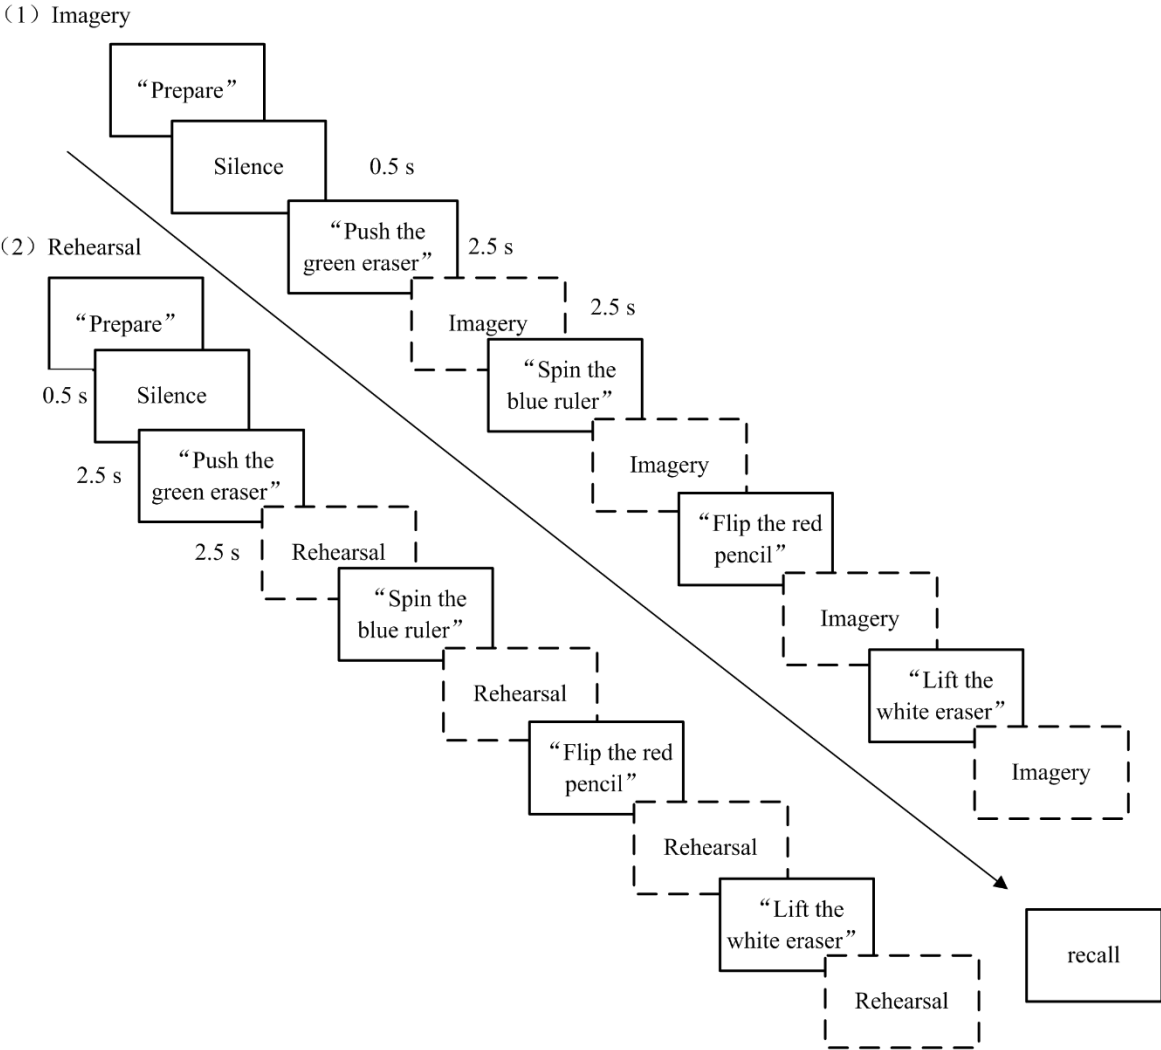 （1）Imagery
“Prepare”
Silence
0.5 s
“Push the
green eraser”
2.5 s
Imagery
2.5 s
“Spin the
blue ruler”
Imagery
“Flip the red
pencil”
Imagery
“Lift the
white eraser”
Imagery
（2）Rehearsal
“Prepare”
0.5 s
Silence
2.5 s
“Push the
green eraser”
2.5 s
Rehearsal
“Spin the
blue ruler”
Rehearsal
“Flip the red
pencil”
Rehearsal
“Lift the
white eraser”
Rehearsal
recall